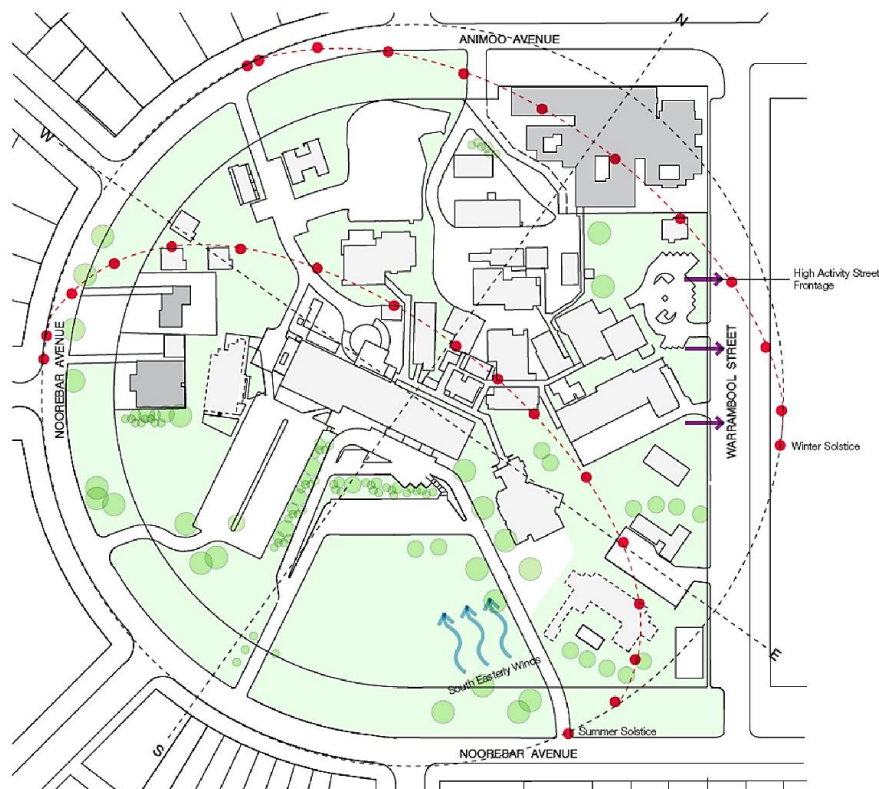 ANIMOO AVENUE
N
W
High Activity Street
Frontage
NOOREBAR AVENUE
WARRAMBOOL STREET
Winter Solstice
South Easterly Winds
E
Summer Solstice
S
NOOREBAR AVENUE